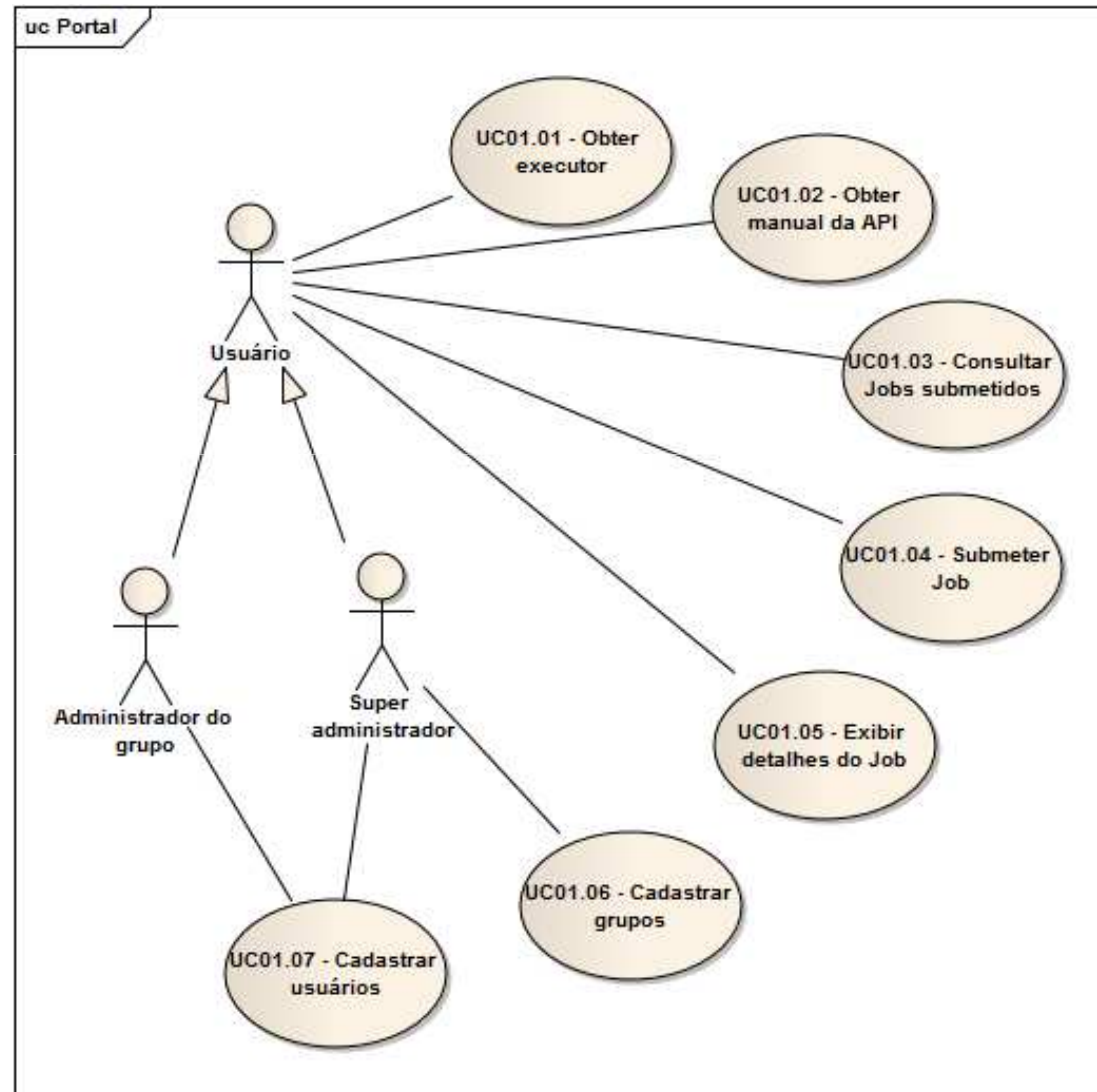 uc Portal
UC01.01 - Obter
executor
UC01.02 - Obter
manual da API
Usuário
UC01.03 - Consultar
Jobs submetidos
UC01.04 - Submeter
Job
Administrador do
grupo
Super
administrador
UC01.05 - Exibir
detalhes do Job
UC01.06 - Cadastrar
grupos
UC01.07 - Cadastrar
usuários